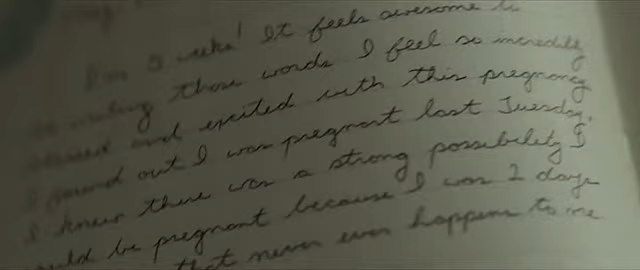 I'm 5 weeks! It feels awesome to
be writing those words I feel so incredibly
and excited with this pregnancy
I found out I was pregnant last Tuesday.
I knew there was a strong possibility I
could be pregnant because I was 2 days
that never ever happens to me